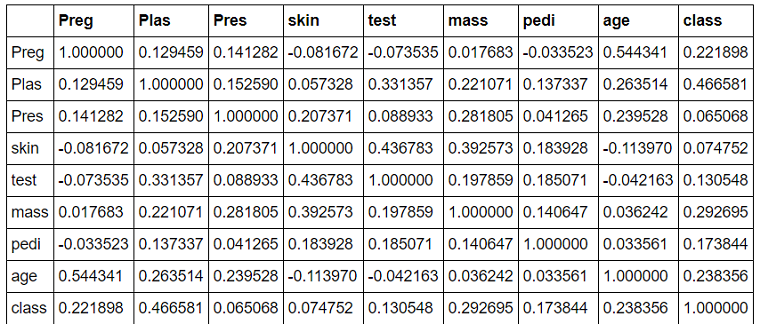 Preg Plas Pres skin test mass pedi age class
Preg 1.000000 0.129459 0.141282 -0.081672 -0.073535 0.017683 -0.033523 0.544341 0.221898
Plas 0.129459 1.000000 0.152590 0.057328 0.331357 0.221071 0.137337 0.263514 0.466581
Pres 0.141282 0.152590 1.000000 0.207371 0.088933 0.281805 0.041265 0.239528 0.065068
skin -0.081672 0.057328 0.207371 1.000000 0.436783 0.392573 0.183928 -0.113970 0.074752
test -0.073535 0.331357 0.088933 0.436783 1.000000 0.197859 0.185071 -0.042163 0.130548
mass 0.017683 0.221071 0.281805 0.392573 0.197859 1.000000 0.140647 0.036242 0.292695
pedi -0.033523 0.137337 0.041265 0.183928 0.185071 0.140647 1.000000 0.033561 0.173844
age 0.544341 0.263514 0.239528 -0.113970 -0.042163 0.036242 0.033561 1.000000 0.238356
class 0.221898 0.466581 0.065068 0.074752 0.130548 0.292695 0.173844 0.238356 1.000000